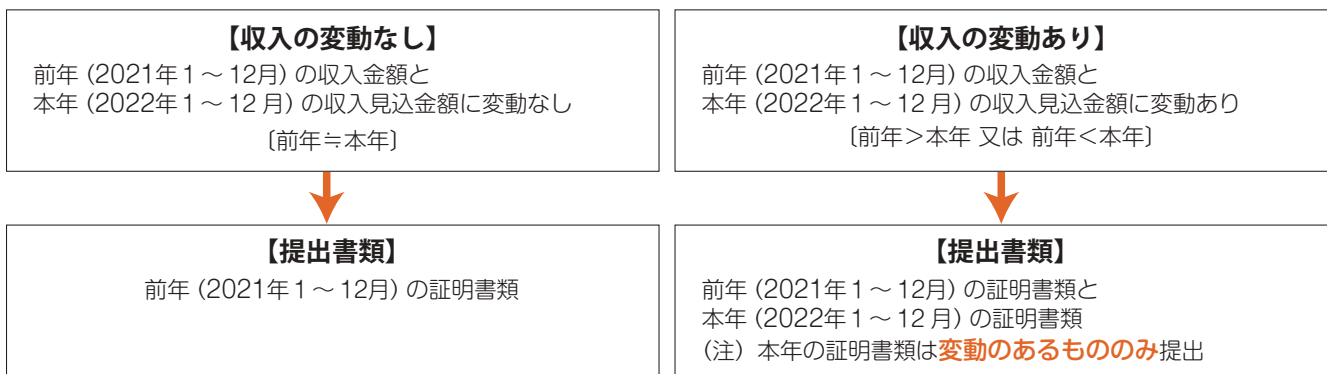 【収入の変動なし】
前年 (2021年1～12月) の収入金額と
本年 (2022年1～12月) の収入見込金額に変動なし
〔前年≒本年〕
【提出書類】
前年 (2021年1～12月) の証明書類
【収入の変動あり】
前年 (2021年1～12月) の収入金額と
本年 (2022年1～12月) の収入見込金額に変動あり
〔前年＞本年 又は 前年＜本年〕
【提出書類】
前年 (2021年1～12月) の証明書類と
本年 (2022年1～12月) の証明書類
(注) 本年の証明書類は変動のあるもののみ提出